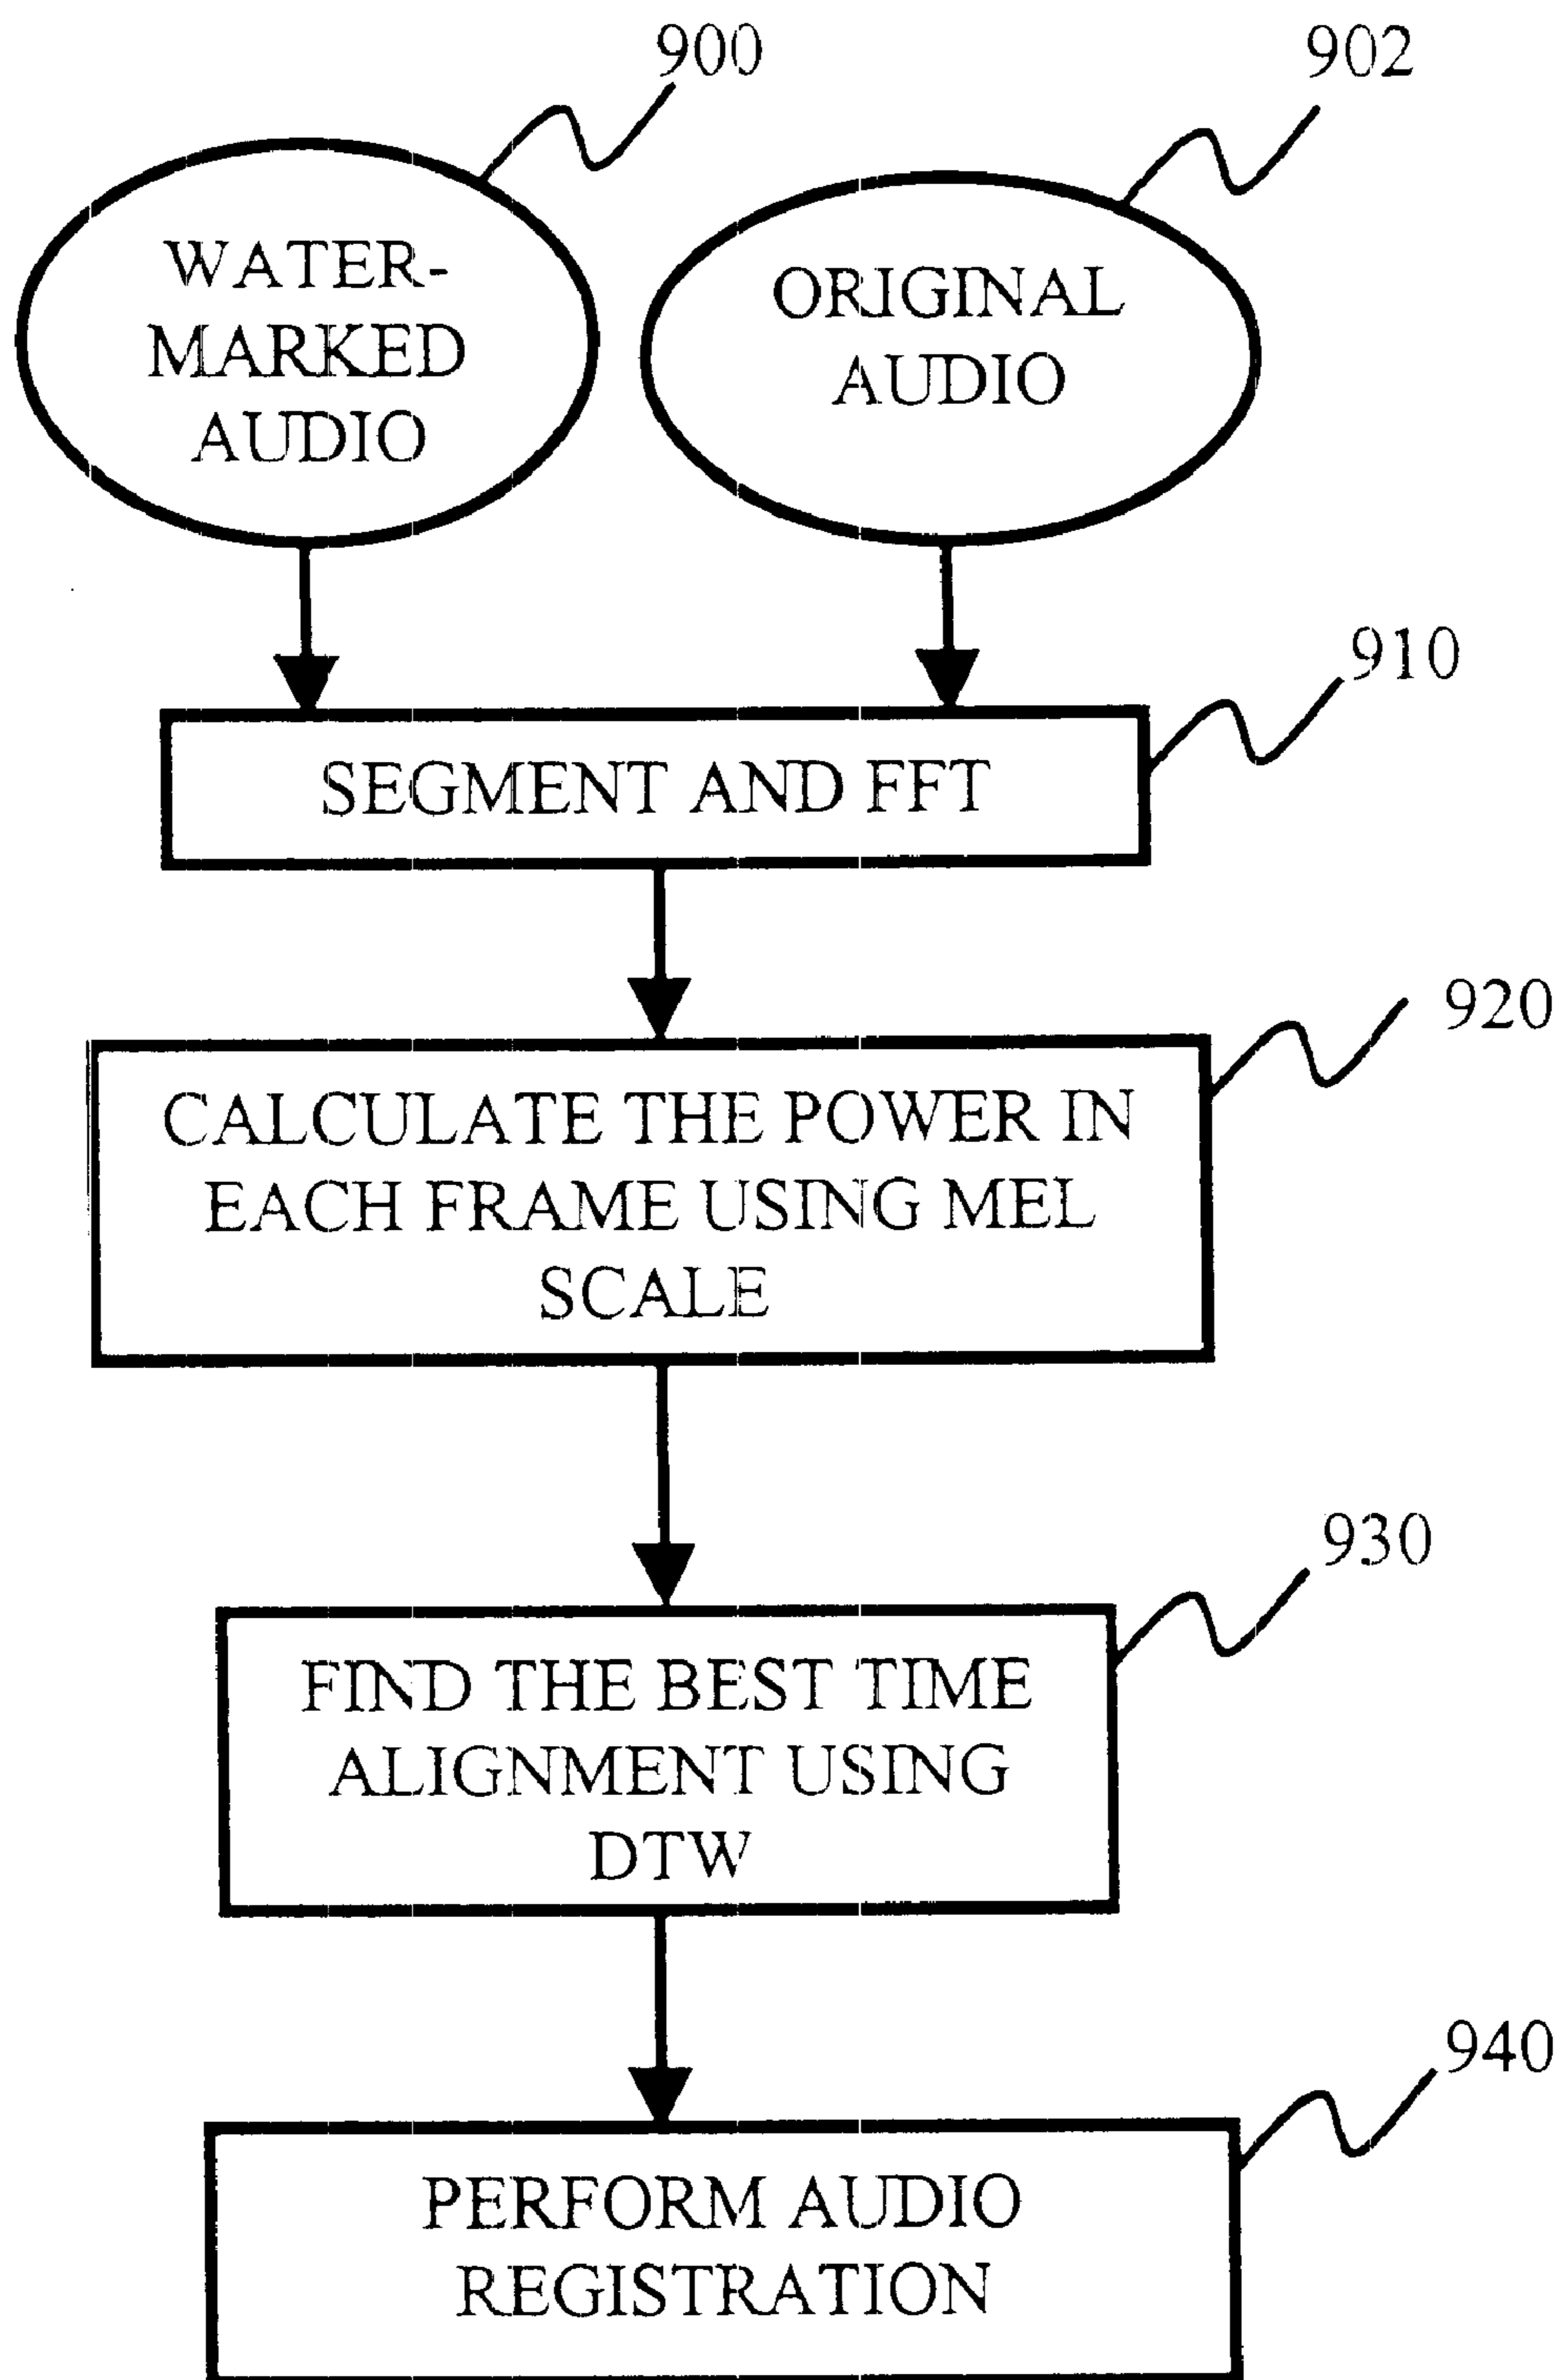 900
902
WATER-
MARKED
AUDIO
ORIGINAL
AUDIO
910
SEGMENT AND FFT
920
CALCULATE THE POWER IN
EACH FRAME USING MEL
SCALE
930
FIND THE BEST TIME
ALIGNMENT USING
DTW
940
PERFORM AUDIO
REGISTRATION